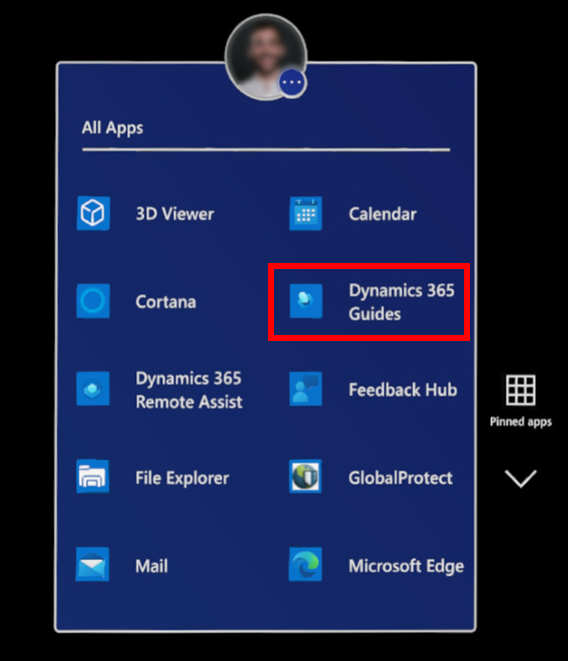 All Apps
3D Viewer
Calendar
Cortana
Dynamics 365
Guides
Dynamics 365
Remote Assist
Feedback Hub
File Explorer
GlobalProtect
Mail
Microsoft Edge
Pinned apps